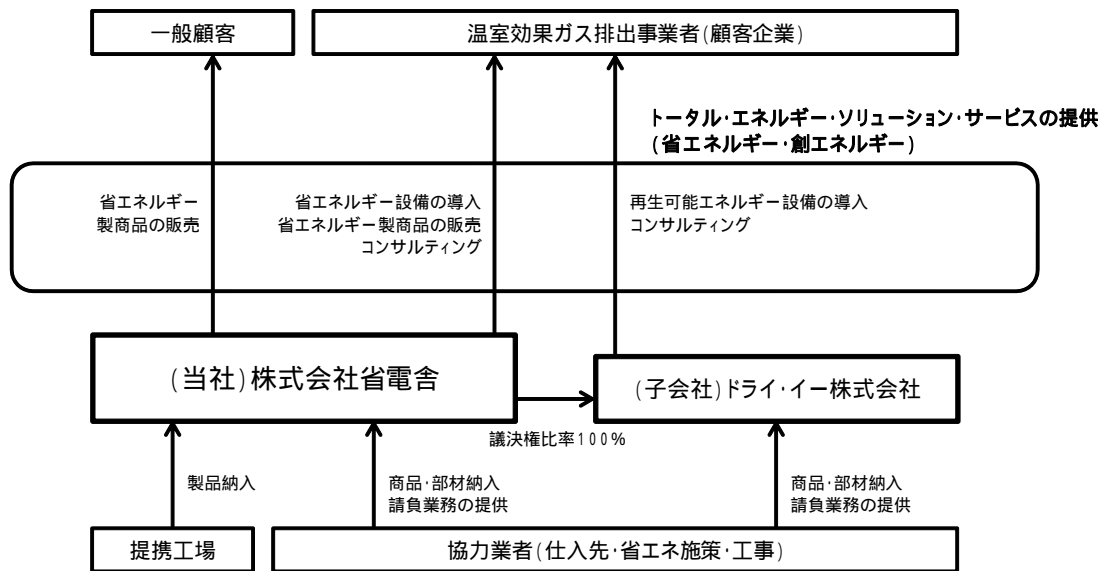 一般顧客
温室効果ガス排出事業者(顧客企業)
トータル･エネルギー･ソリューション･サービスの提供
(省エネルギー･創エネルギー)
省エネルギー
製商品の販売
省エネルギー設備の導入
省エネルギー製商品の販売
コンサルティング
再生可能エネルギー設備の導入
コンサルティング
(当社)株式会社省電舎
(子会社)ドライ･イー株式会社
議決権比率100%
製品納入
商品･部材納入
請負業務の提供
商品･部材納入
請負業務の提供
提携工場
協力業者(仕入先･省エネ施策･工事)